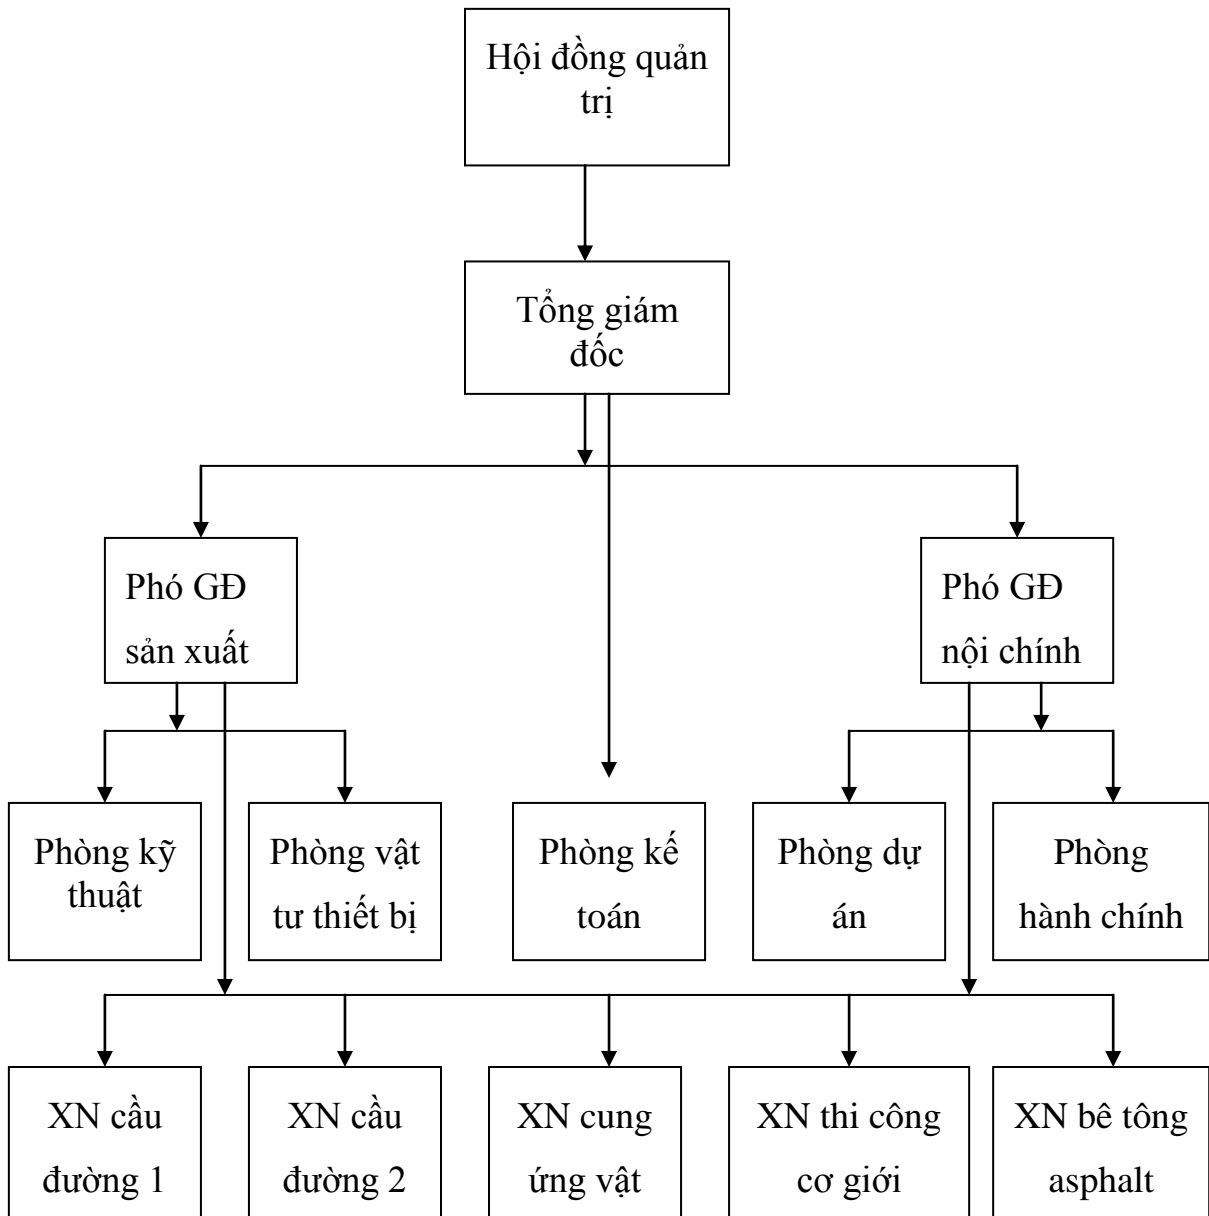 Hội đồng quản
trị
Tổng giám
đốc
Phó GĐ
sản xuất
Phó GĐ
nội chính
Phòng kỹ
thuật
Phòng vật
tư thiết bị
Phòng kế
toán
Phòng dự
án
Phòng
hành chính
XN cầu
đường 1
XN cầu
đường 2
XN cung
ứng vật
XN thi công
cơ giới
XN bê tông
asphalt